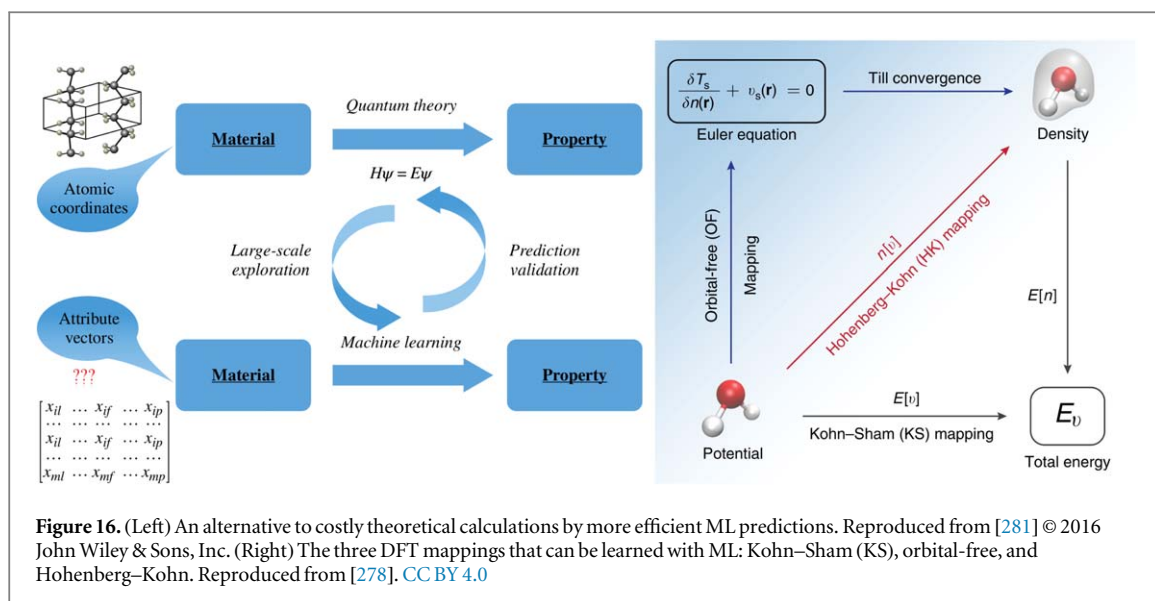 Quantum theory
Material
Property
Atomic
coordinates
Hψ = Eψ
Large-scale
exploration
Prediction
validation
Attribute
vectors
Machine learning
???
Material
Property
[x_il ... x_if ... x_ip
... ... ... ... ...
x_il ... x_if ... x_ip
... ... ... ... ...
x_ml ... x_mf ... x_mp]
δT_s / δn(r) + υ_s(r) = 0
Euler equation
Till convergence
Density
Orbital-free (OF)
Mapping
n[υ]
Hohenberg–Kohn (HK) mapping
E[n]
E[υ]
Kohn–Sham (KS) mapping
Potential
E_υ
Total energy
Figure 16. (Left) An alternative to costly theoretical calculations by more efficient ML predictions. Reproduced from [281] © 2016
John Wiley & Sons, Inc. (Right) The three DFT mappings that can be learned with ML: Kohn–Sham (KS), orbital-free, and
Hohenberg–Kohn. Reproduced from [278]. CC BY 4.0